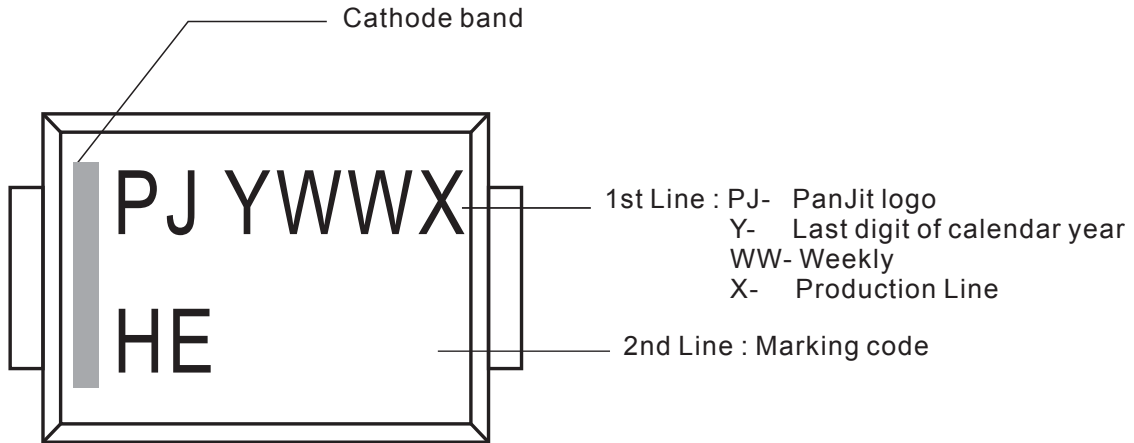 Cathode band
PJ YWWX
1st Line : PJ- PanJit logo
Y- Last digit of calendar year
WW- Weekly
X- Production Line
HE
2nd Line : Marking code